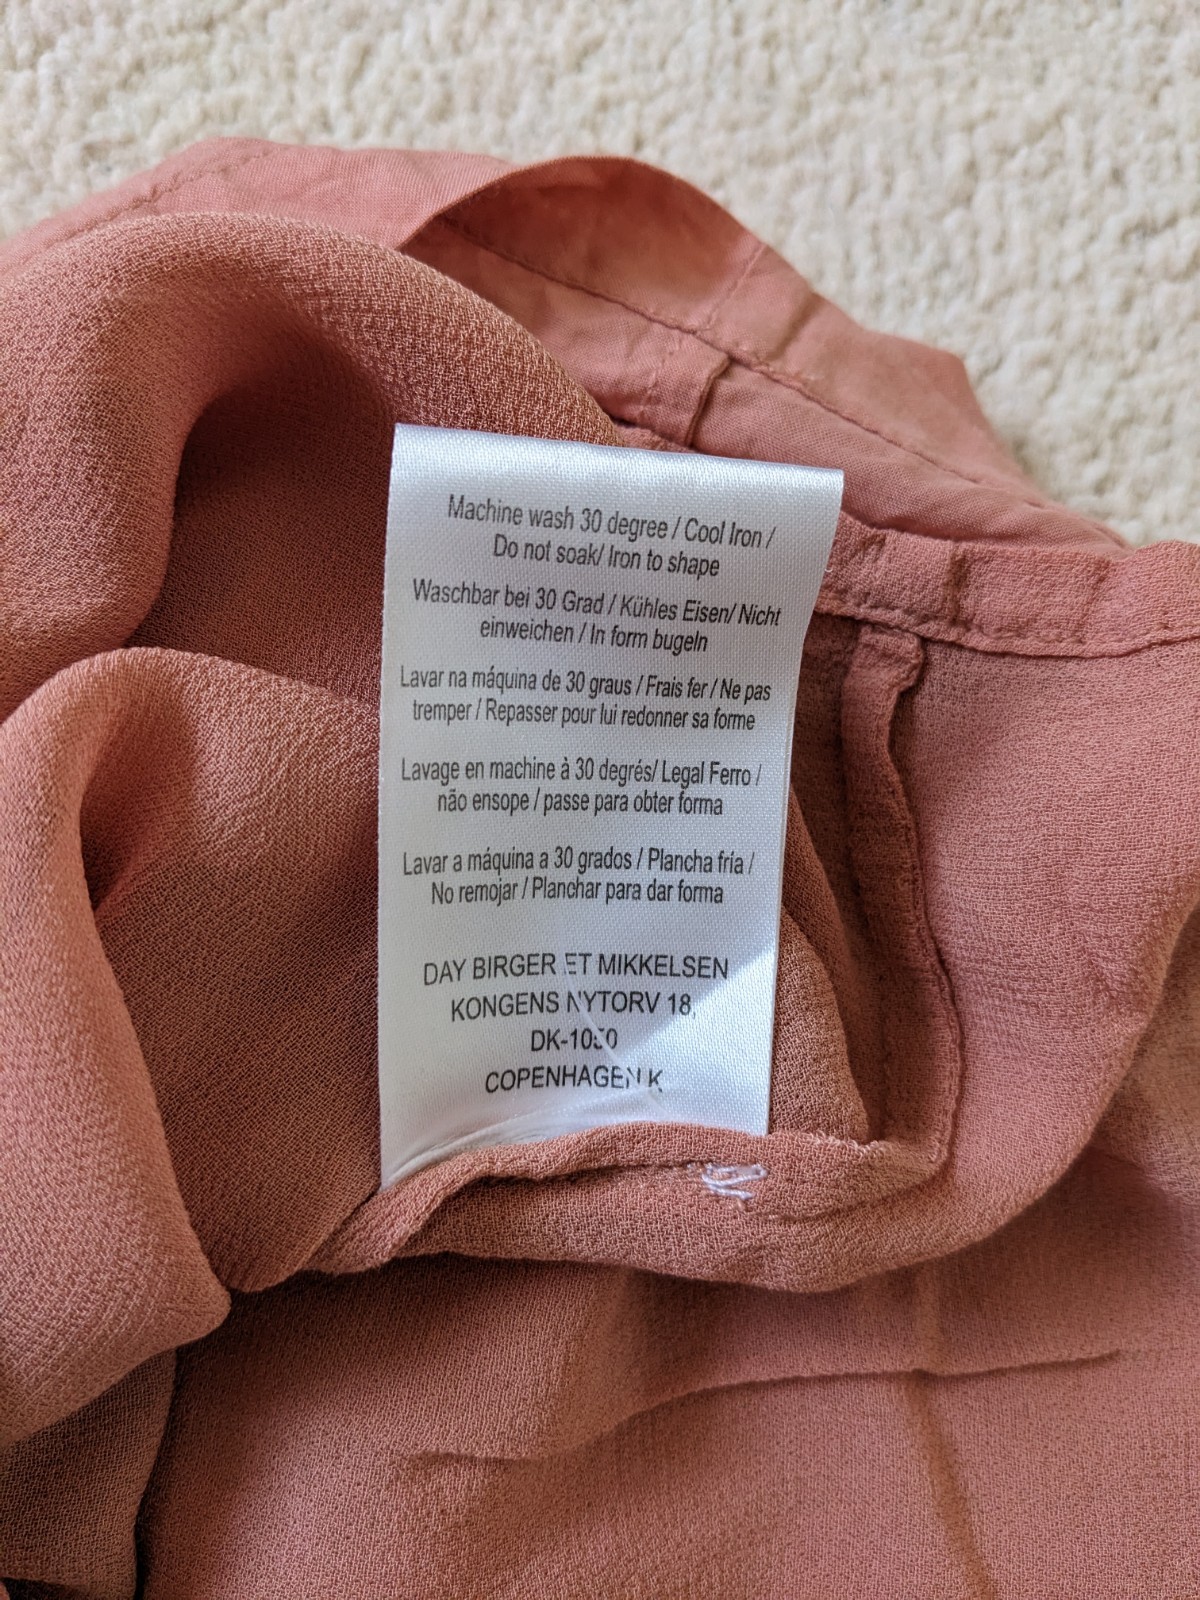 Machine wash 30 degree / Cool Iron /
Do not soak/ Iron to shape
Waschbar bei 30 Grad / Kühles Eisen/ Nicht
einweichen / In form bugeln
Lavar na máquina de 30 graus / Frais fer / Ne pas
tremper / Repasser pour lui redonner sa forme
Lavage en machine à 30 degrés/ Legal Ferro /
não ensope / passe para obter forma
Lavar a máquina a 30 grados / Plancha fría /
No remojar / Planchar para dar forma
DAY BIRGER ET MIKKELSEN
KONGENS NYTORV 18,
DK-1050
COPENHAGEN K